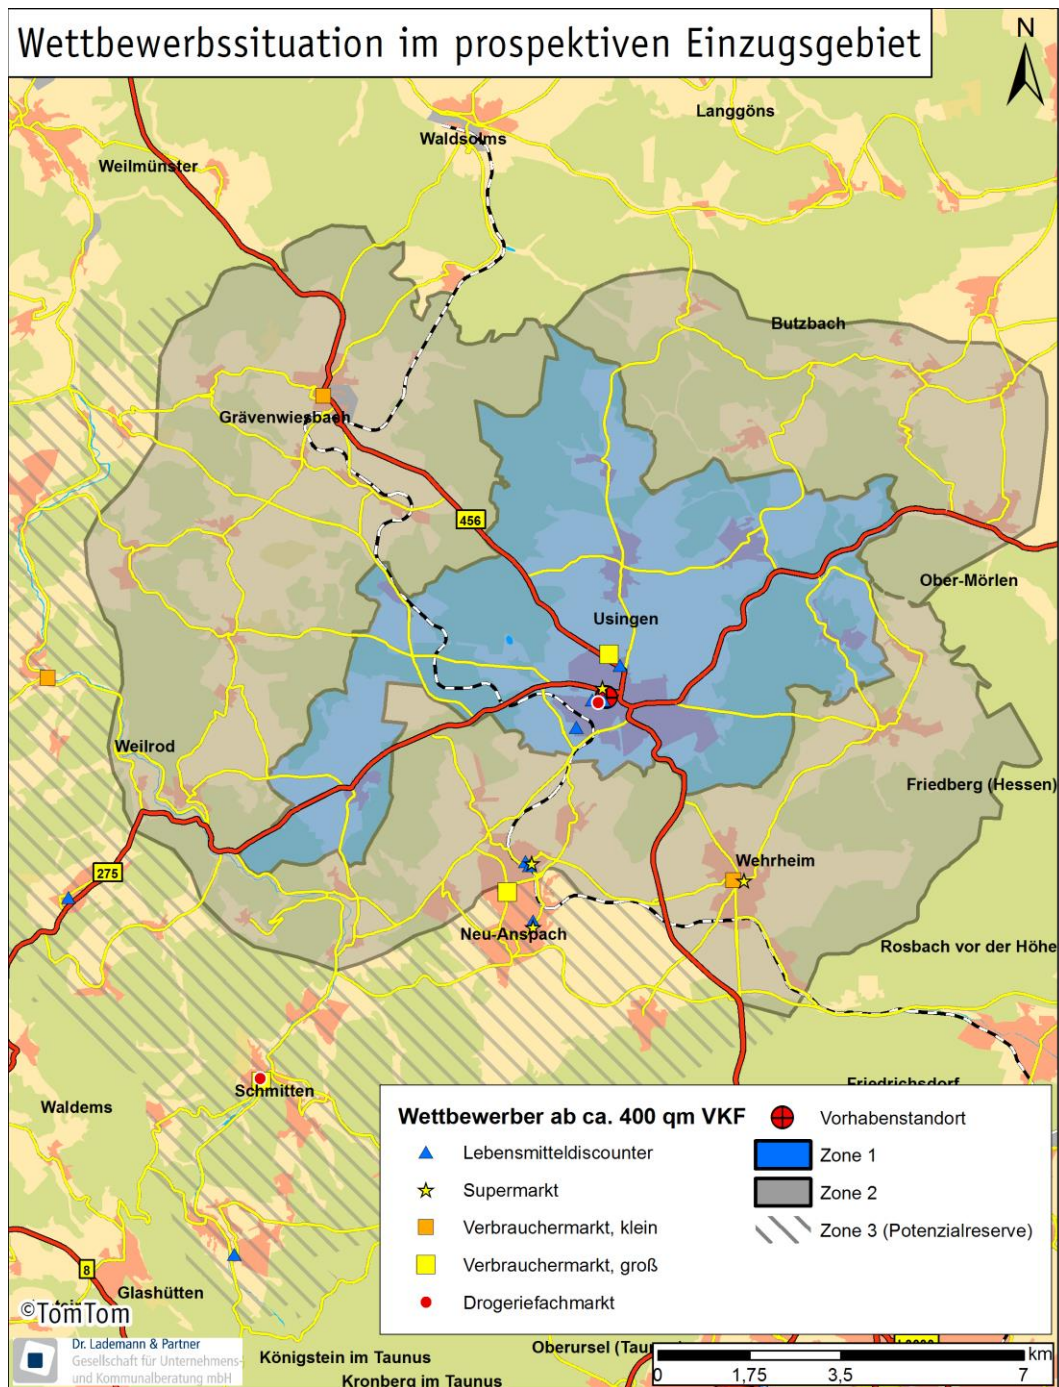 Wettbewerbssituation im prospektiven Einzugsgebiet
N
Langgöns
Waldsolms
Weilmünster
Butzbach
Grävenwiesbach
456
Ober-Mörlen
Usingen
Weilrod
Friedberg (Hessen)
275
Wehrheim
Neu-Anspach
Rosbach vor der Höhe
Schmitten
Waldems
Friedrichsdorf
Wettbewerber ab ca. 400 qm VKF
Lebensmitteldiscounter
Supermarkt
Verbrauchermarkt, klein
Verbrauchermarkt, groß
Drogeriefachmarkt
Vorhabenstandort
Zone 1
Zone 2
Zone 3 (Potenzialreserve)
8
Glashütten
©TomTom
Dr. Lademann & Partner
Gesellschaft für Unternehmens-
und Kommunalberatung mbH
Königstein im Taunus
Kronberg im Taunus
Oberursel
km
0 1,75 3,5 7